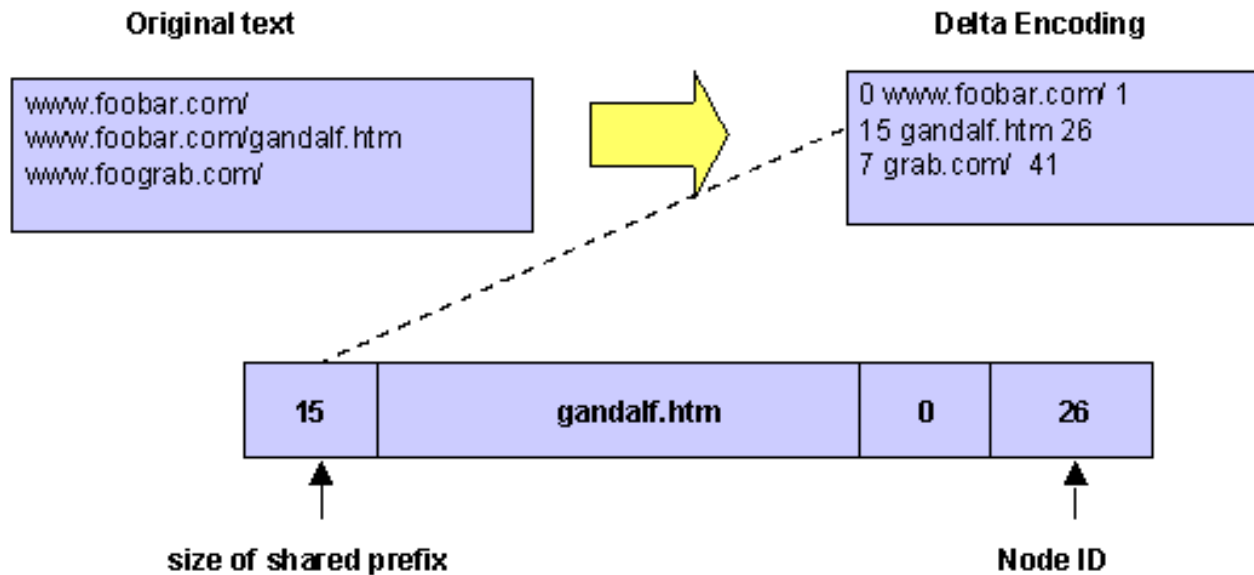 Original text
Delta Encoding
www.foobar.com/
www.foobar.com/gandalf.htm
www.foograb.com/
0 www.foobar.com/ 1
15 gandalf.htm 26
7 grab.com/ 41
15 gandalf.htm 0 26
size of shared prefix
Node ID